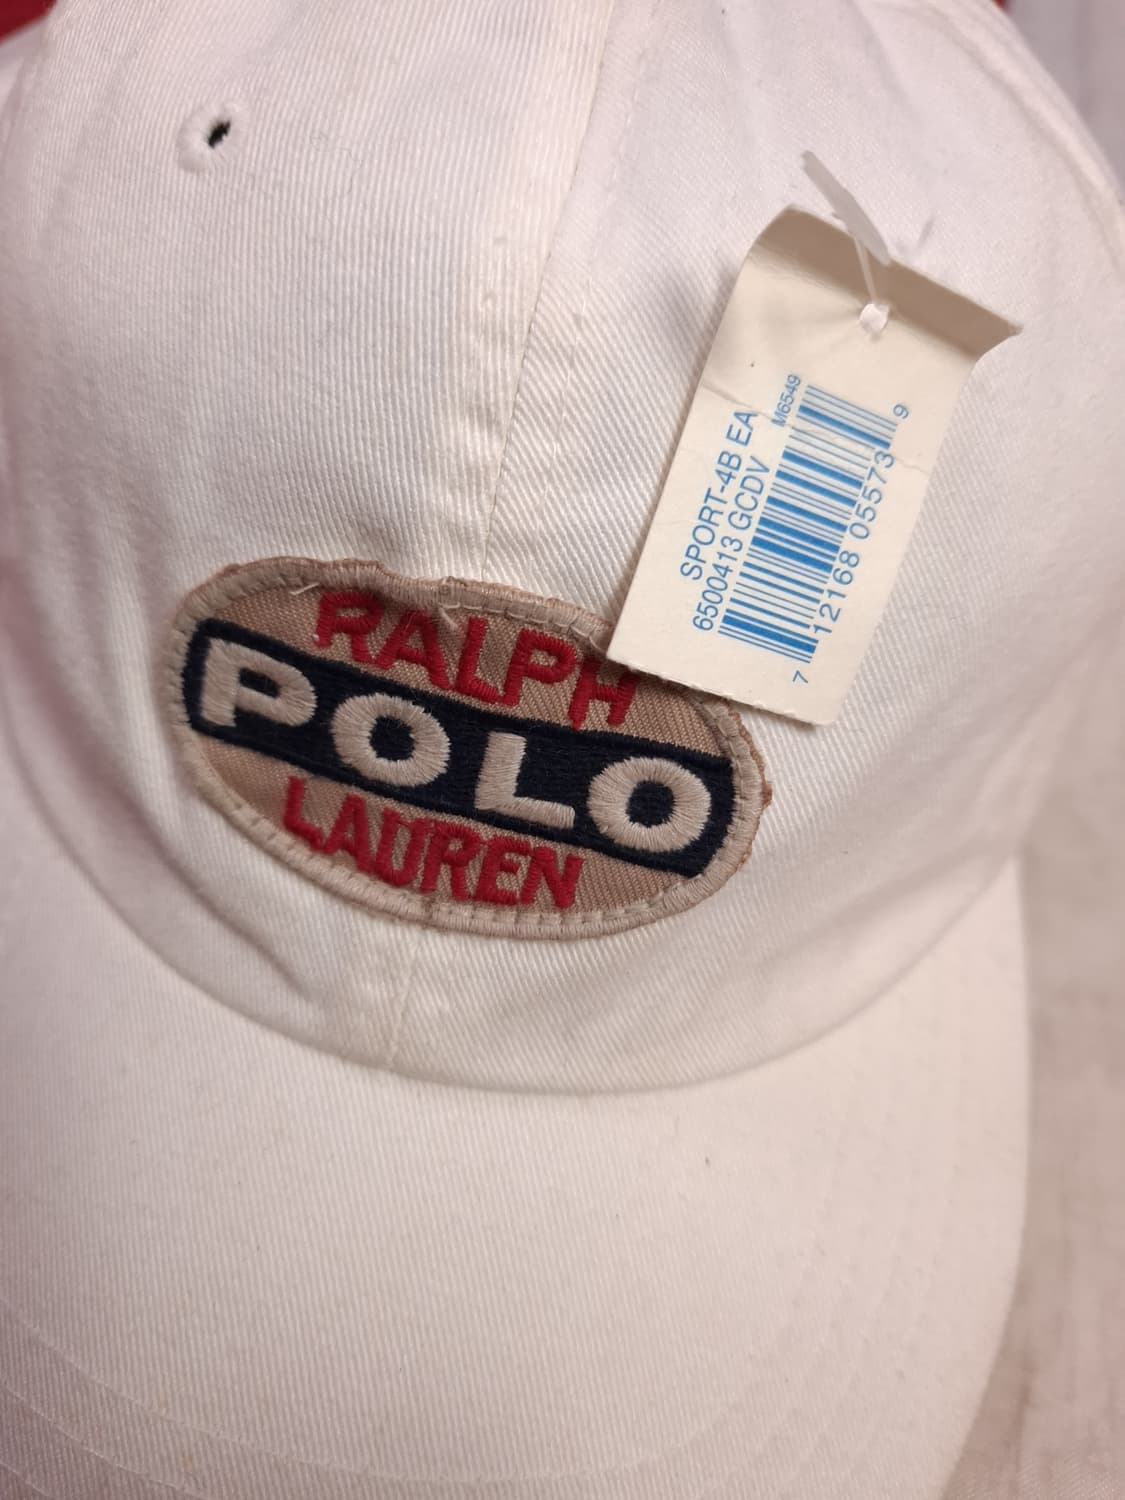 RALPH
POLO
LAUREN
SPORT-4B EA
6500413 GCDV
M6549
7 12168 05573 9